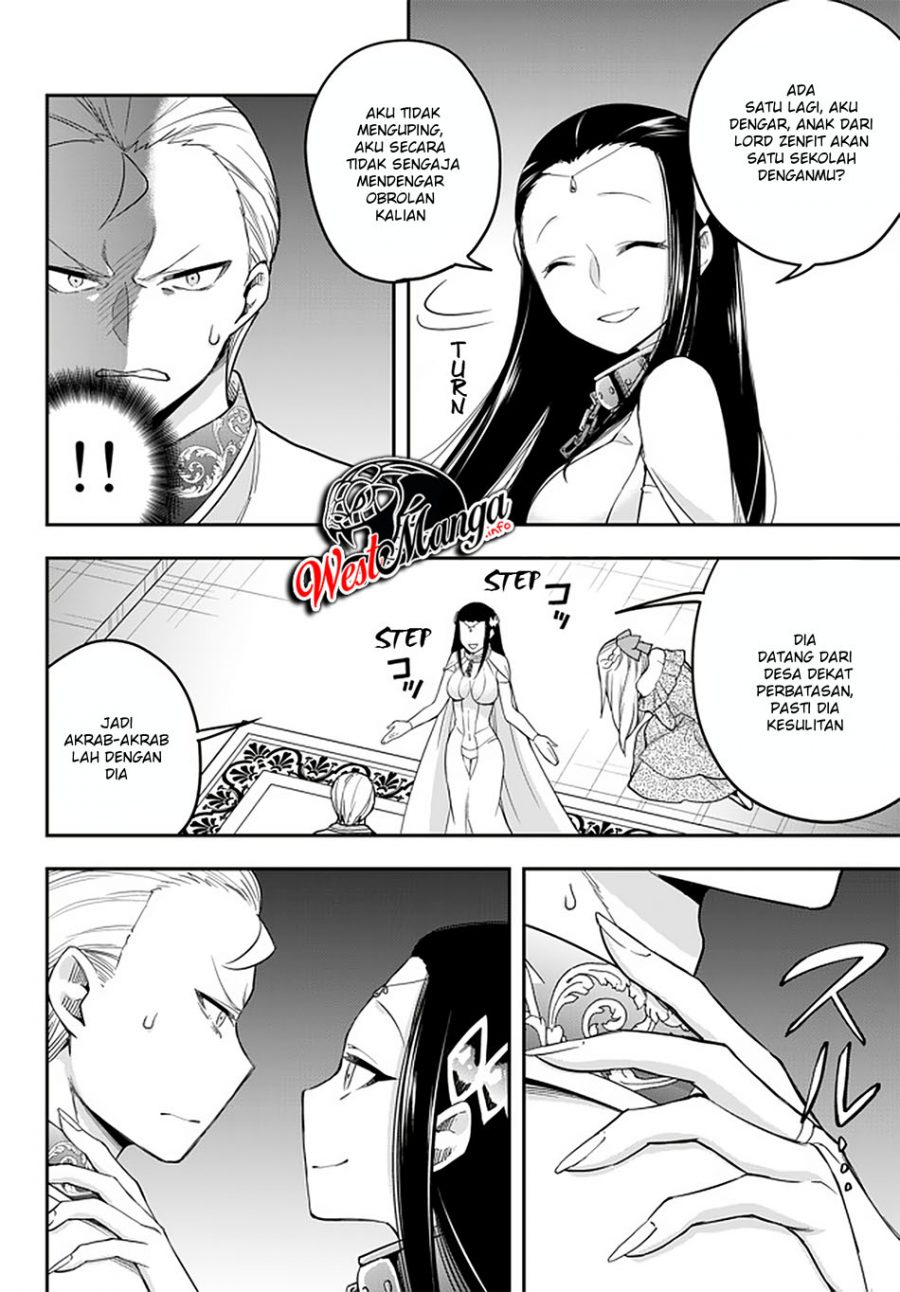 ADA
SATU LAGI, AKU
DENGAR, ANAK DARI
LORD ZENFIT AKAN
SATU SEKOLAH
DENGANMU?
AKU TIDAK
MENGUPING,
AKU SECARA
TIDAK SENGAJA
MENDENGAR
OBROLAN
KALIAN
TURN
!!
WestManga
.info
STEP
コツ
STEP
コツ
DIA
DATANG DARI
DESA DEKAT
PERBATASAN,
PASTI DIA
KESULITAN
JADI
AKRAB-AKRAB
LAH DENGAN
DIA
スルッ